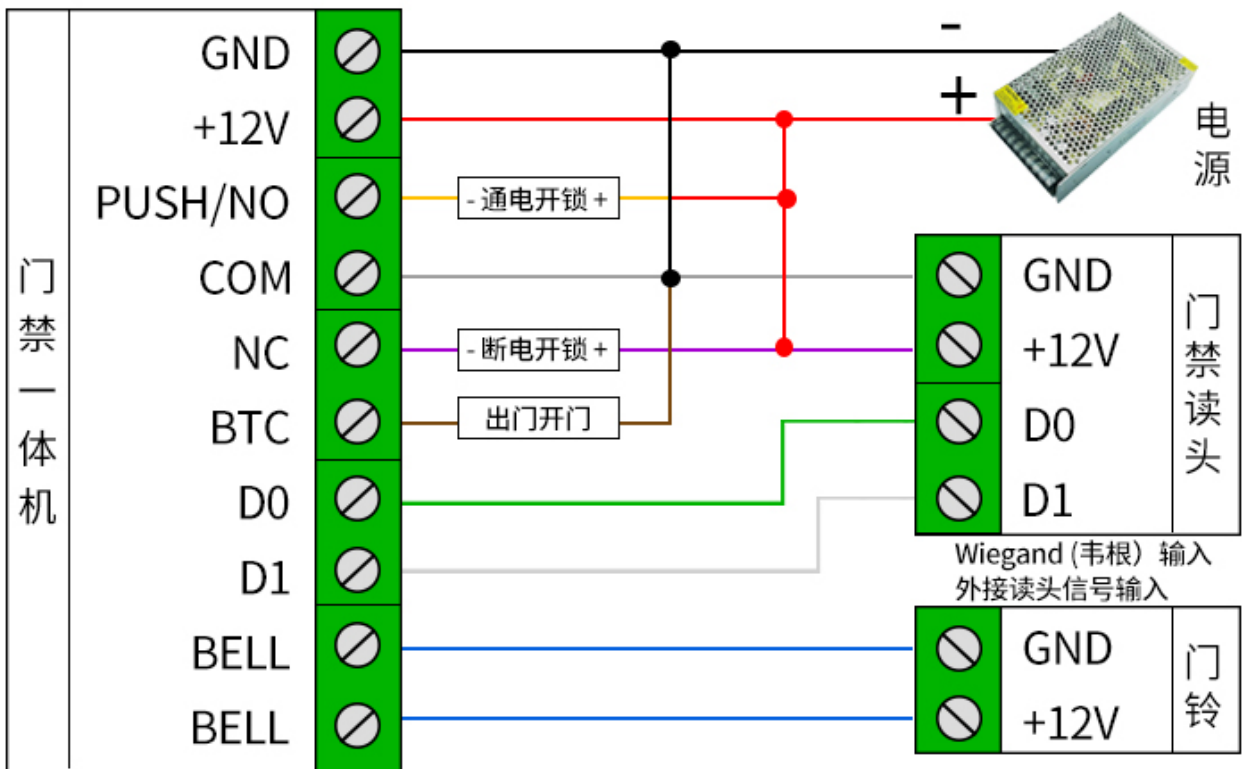 门禁一体机
GND
+12V
PUSH/NO
COM
NC
BTC
D0
D1
BELL
BELL
- 通电开锁 +
- 断电开锁 +
出门开门
-
+
电源
GND
+12V
D0
D1
门禁读头
Wiegand (韦根）输入
外接读头信号输入
GND
+12V
门铃